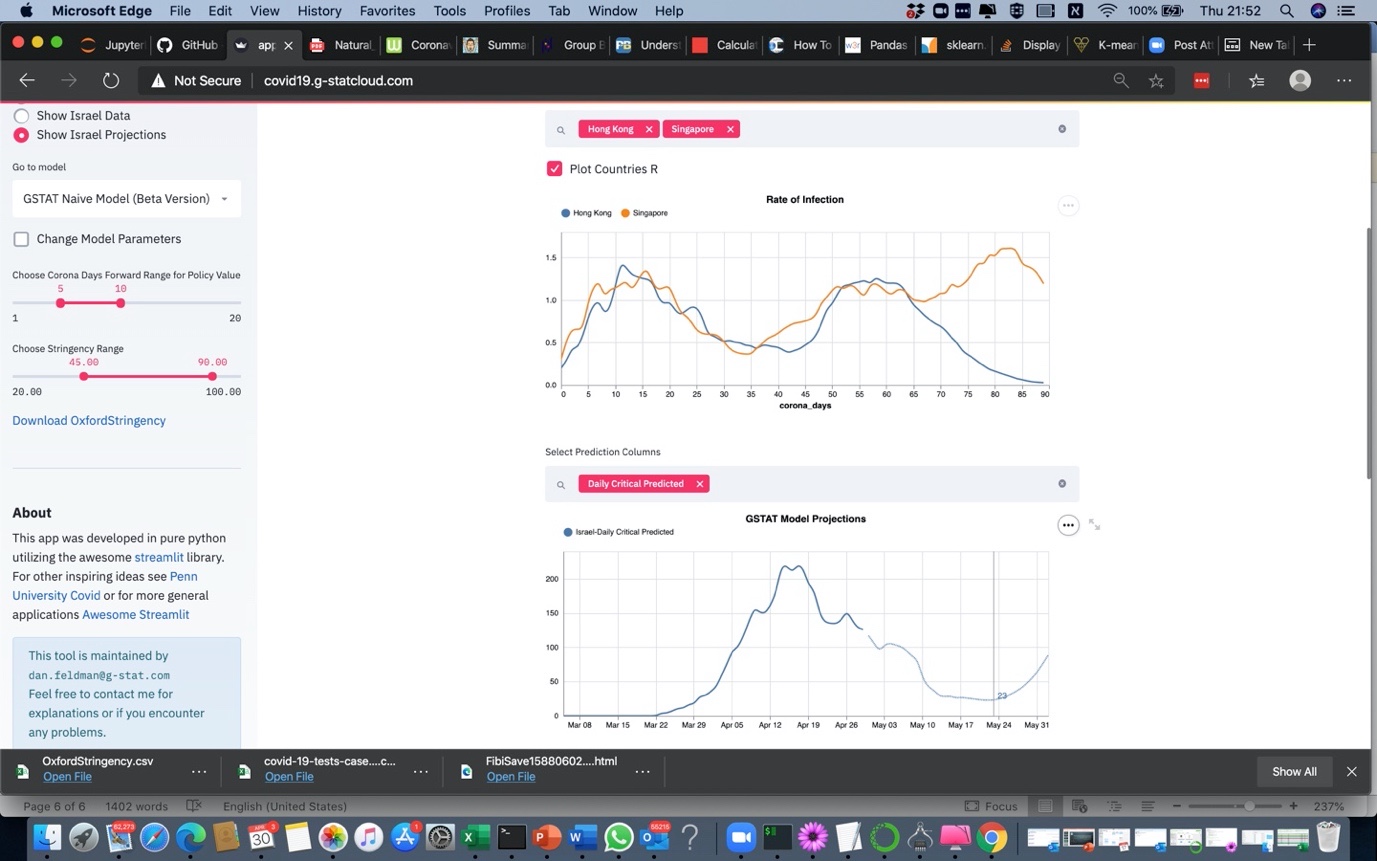 Microsoft Edge File Edit View History Favorites Tools Profiles Tab Window Help 100% Thu 21:52
Jupyter GitHub app Natural Corona Summa Group B Underst Calcula How To Pandas sklearn. Display K-mean Post Att New Tab
Not Secure covid19.g-statcloud.com
Show Israel Data
Show Israel Projections
Go to model
GSTAT Naive Model (Beta Version)
Change Model Parameters
Choose Corona Days Forward Range for Policy Value
5 10
1 20
Choose Stringency Range
45.00 90.00
20.00 100.00
Download OxfordStringency
About
This app was developed in pure python
utilizing the awesome streamlit library.
For other inspiring ideas see Penn
University Covid or for more general
applications Awesome Streamlit
This tool is maintained by
dan.feldman@g-stat.com
Feel free to contact me for
explanations or if you encounter
any problems.
Hong Kong Singapore
Plot Countries R
Rate of Infection
Hong Kong Singapore
1.5
1.0
0.5
0.0
0 5 10 15 20 25 30 35 40 45 50 55 60 65 70 75 80 85 90
corona_days
Select Prediction Columns
Daily Critical Predicted
GSTAT Model Projections
Israel-Daily Critical Predicted
200
150
100
50
0
23
Mar 08 Mar 15 Mar 22 Mar 29 Apr 05 Apr 12 Apr 19 Apr 26 May 03 May 10 May 17 May 24 May 31
OxfordStringency.csv covid-19-tests-case....c... FibiSave15880602....html
Open File Open File Open File Show All
Page 6 of 6 1402 words English (United States) Focus 237%
62,273 APR 30 3 1 55215